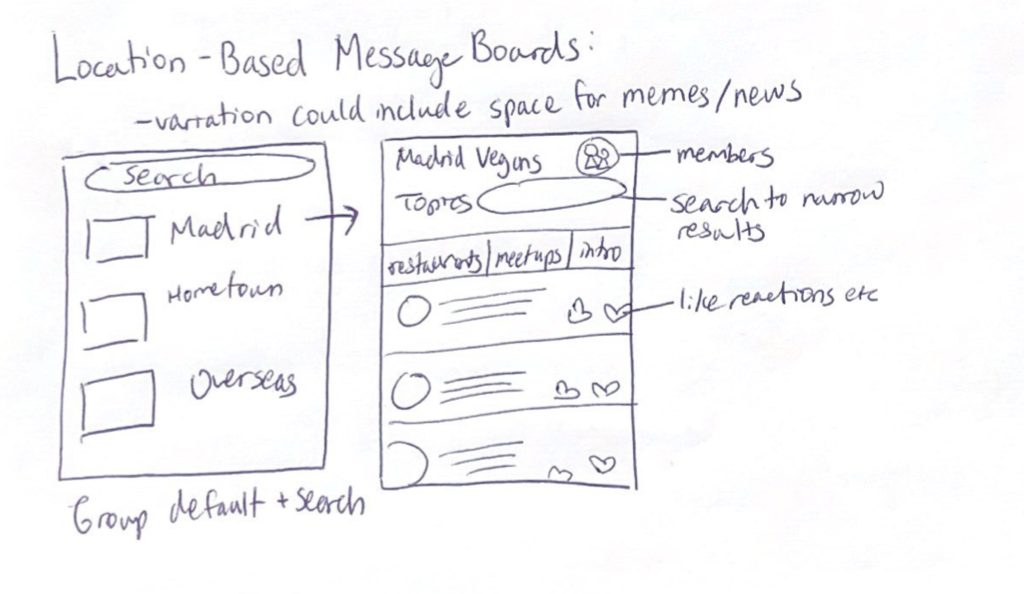 Location-Based Message Boards:
-variation could include space for memes/news
search
Madrid
Hometown
Overseas
Group default + search
Madrid Vegans
members
Topics
search to narrow
results
restaurants/meetups/intro
like reactions etc